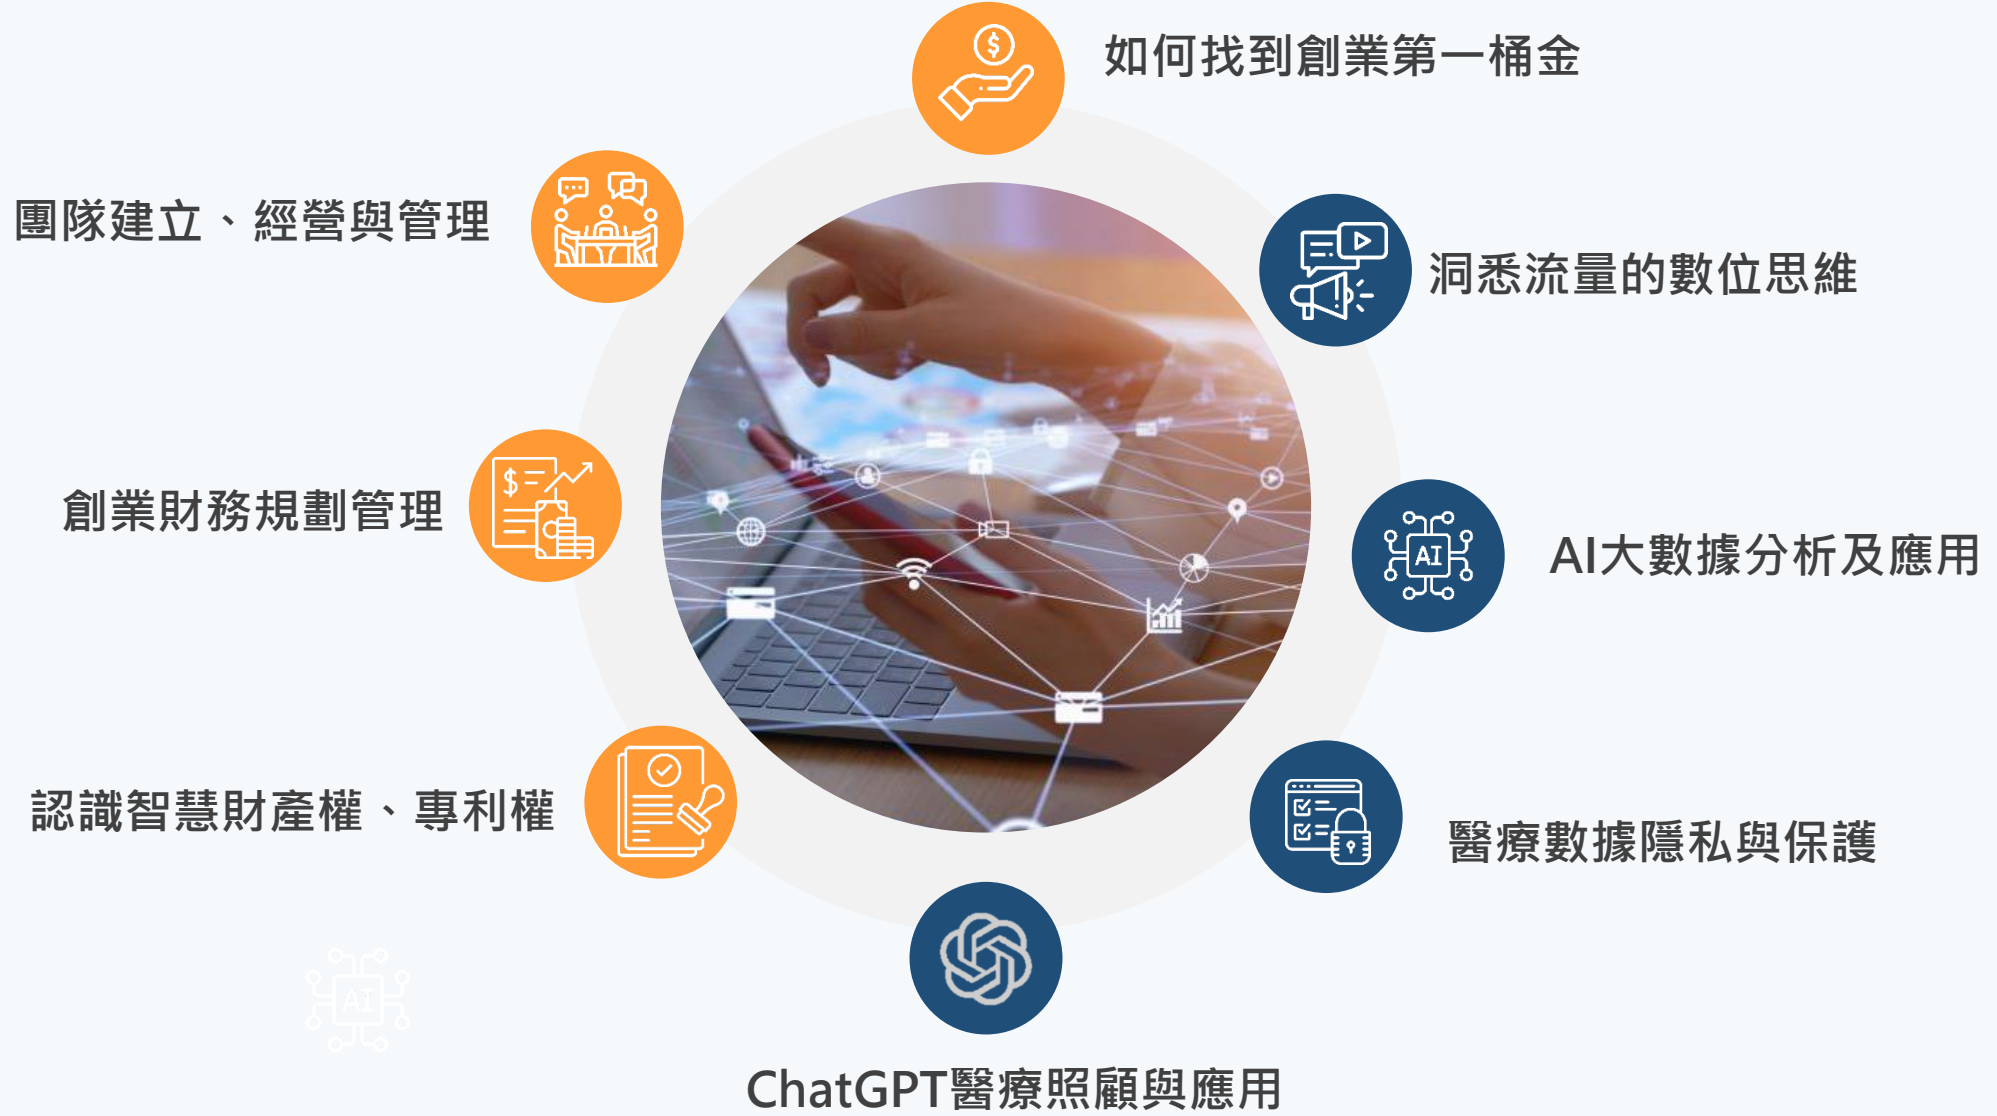 如何找到創業第一桶金
團隊建立、經營與管理
洞悉流量的數位思維
創業財務規劃管理
AI
AI大數據分析及應用
認識智慧財產權、專利權
醫療數據隱私與保護
AI
ChatGPT醫療照顧與應用